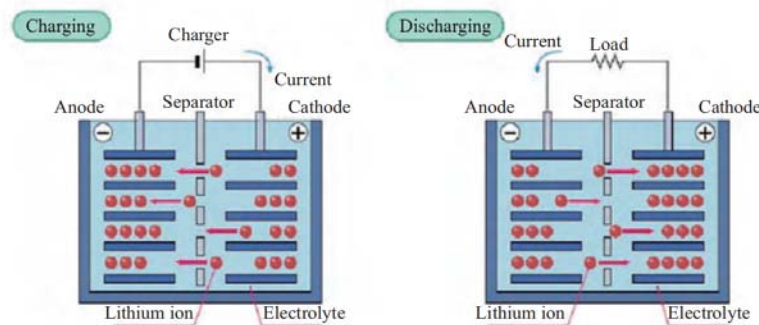 Charging
Charger
Current
Anode
Separator
Cathode
−
+
Lithium ion
Electrolyte
Discharging
Current
Load
Anode
Separator
Cathode
−
+
Lithium ion
Electrolyte